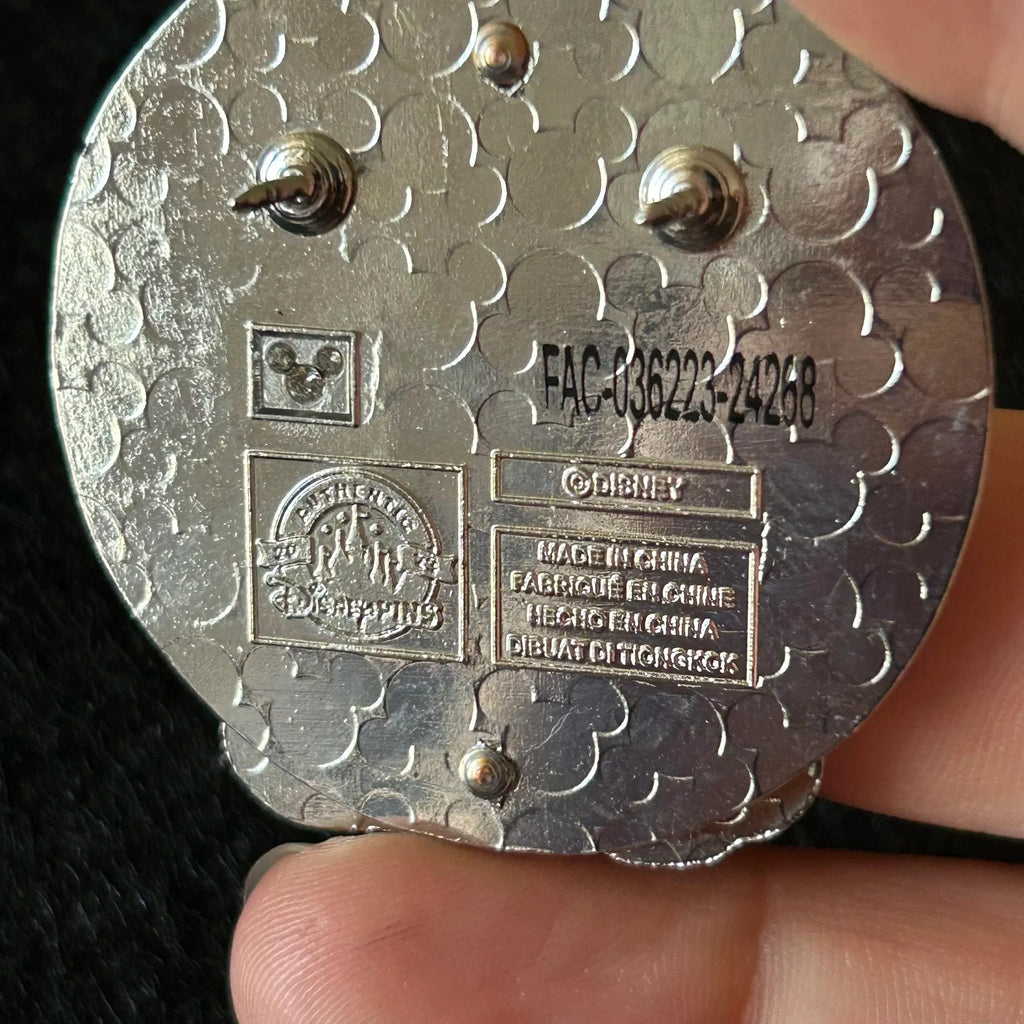 FAC-036223-24268
AUTHENTIC
Disney PINS
©DISNEY
MADE IN CHINA
FABRIQUÉ EN CHINE
HECHO EN CHINA
DIBUAT DI TIONGKOK